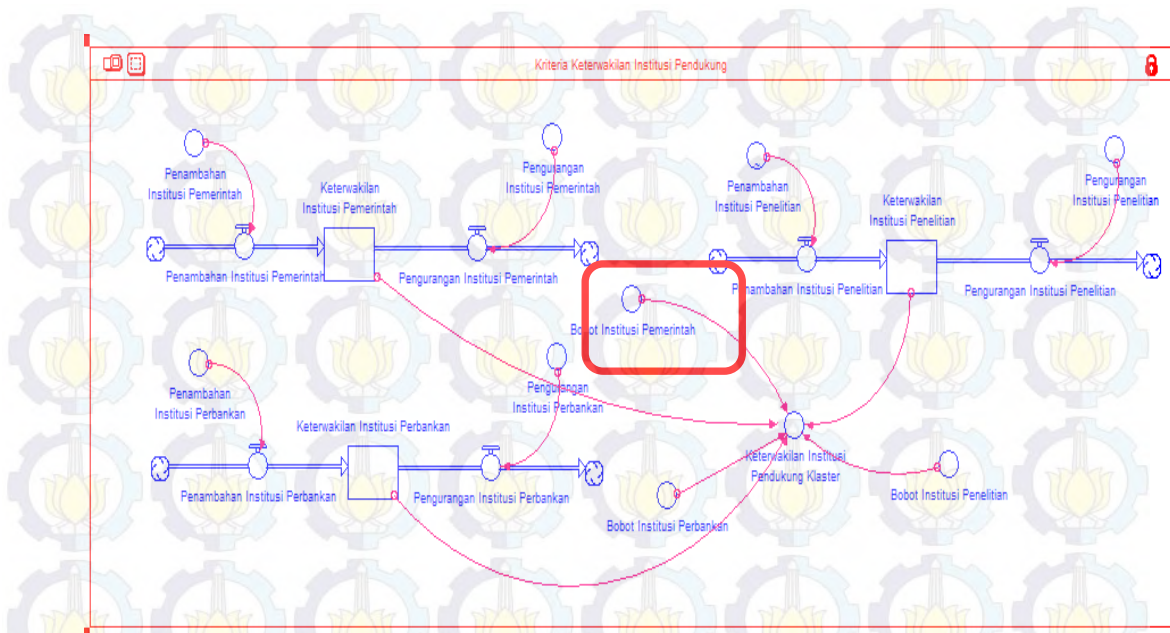 Kriteria Keterwakilan Institusi Pendukung
Penambahan
Institusi Pemerintah
Keterwakilan
Institusi Pemerintah
Pengurangan
Institusi Pemerintah
Penambahan Institusi Pemerintah
Pengurangan Institusi Pemerintah
Penambahan
Institusi Penelitian
Keterwakilan
Institusi Penelitian
Pengurangan
Institusi Penelitian
Penambahan Institusi Penelitian
Pengurangan Institusi Penelitian
Bobot Institusi Pemerintah
Penambahan
Institusi Perbankan
Keterwakilan Institusi Perbankan
Pengurangan
Institusi Perbankan
Penambahan Institusi Perbankan
Pengurangan Institusi Perbankan
Keterwakilan Institusi
Pendukung Klaster
Bobot Institusi Perbankan
Bobot Institusi Penelitian